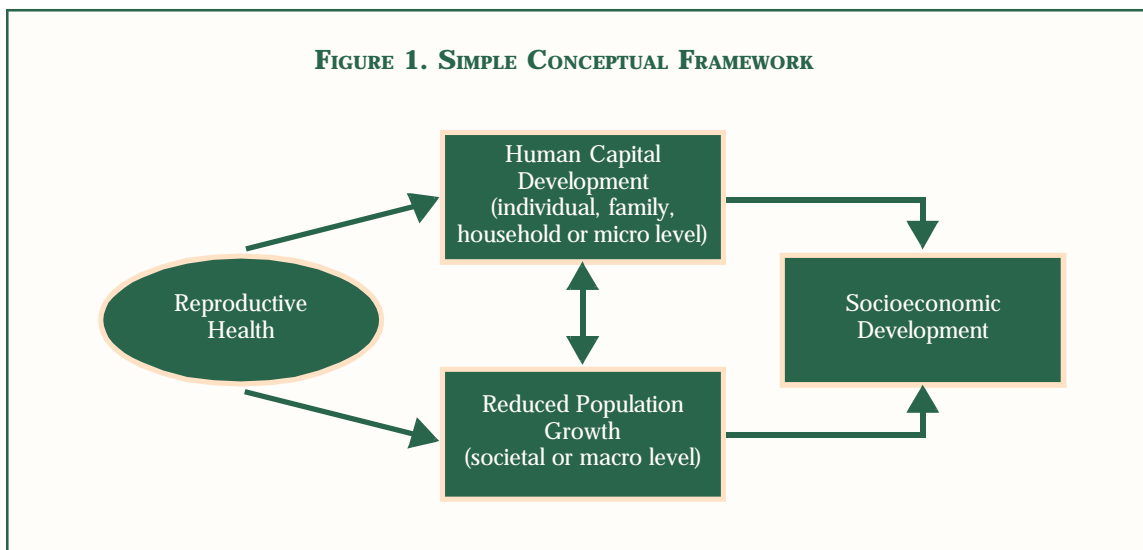 FIGURE 1. SIMPLE CONCEPTUAL FRAMEWORK
Human Capital
Development
(individual, family,
household or micro level)
Reproductive
Health
Socioeconomic
Development
Reduced Population
Growth
(societal or macro level)